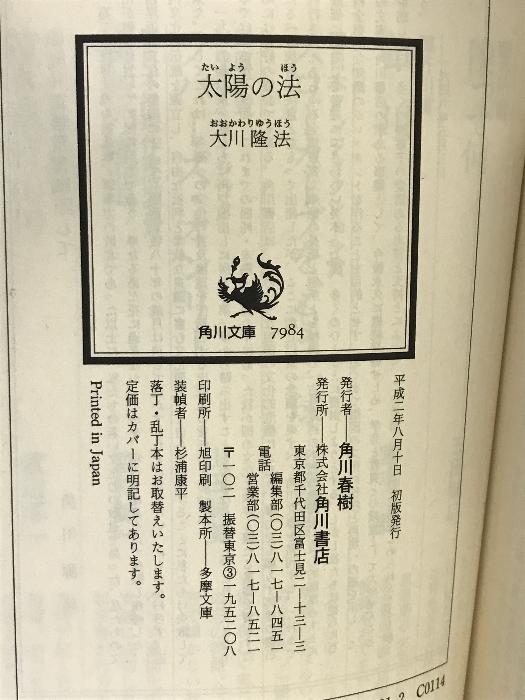 たいようほう
太陽の法
おおかわりゅうほう
大川隆法
角川文庫 7984
平成二年八月十日 初版発行
発行者──角川春樹
発行所──株式会社角川書店
東京都千代田区富士見二―十三―三
電話 編集部(〇三)八一七―八四五一
営業部(〇三)八一七―八五二一
〒一〇二 振替東京③一九五二〇八
印刷所──旭印刷 製本所──多摩文庫
装幀者──杉浦康平
落丁・乱丁本はお取替えいたします。
定価はカバーに明記してあります。
Printed in Japan
C0114